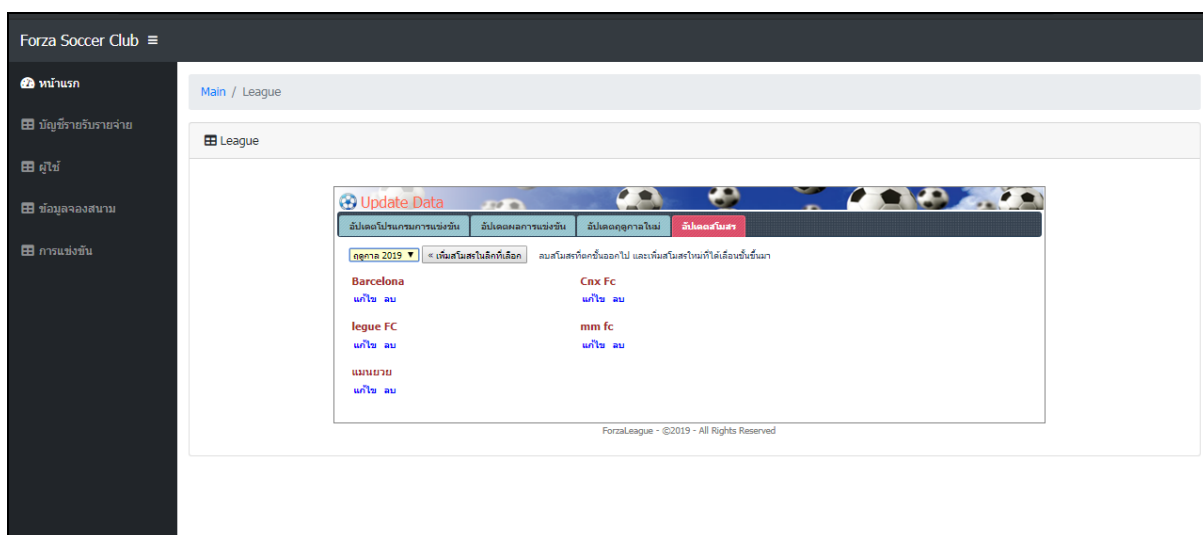 Forza Soccer Club
หน้าแรก
บัญชีรายรับรายจ่าย
ผู้ใช้
ข้อมูลจองสนาม
การแข่งขัน
Main / League
League
Update Data
อัปเดตโปรแกรมการแข่งขัน อัปเดตผลการแข่งขัน อัปเดตฤดูกาลใหม่ อัปเดตสโมสร
ฤดูกาล 2019 « เพิ่มสโมสรในลีกที่เลือก ลบสโมสรที่ตกชั้นออกไป และเพิ่มสโมสรใหม่ที่ได้เลื่อนชั้นขึ้นมา
Barcelona Cnx Fc
แก้ไข ลบ แก้ไข ลบ
legue FC mm fc
แก้ไข ลบ แก้ไข ลบ
แมนยวย
แก้ไข ลบ
ForzaLeague - ©2019 - All Rights Reserved